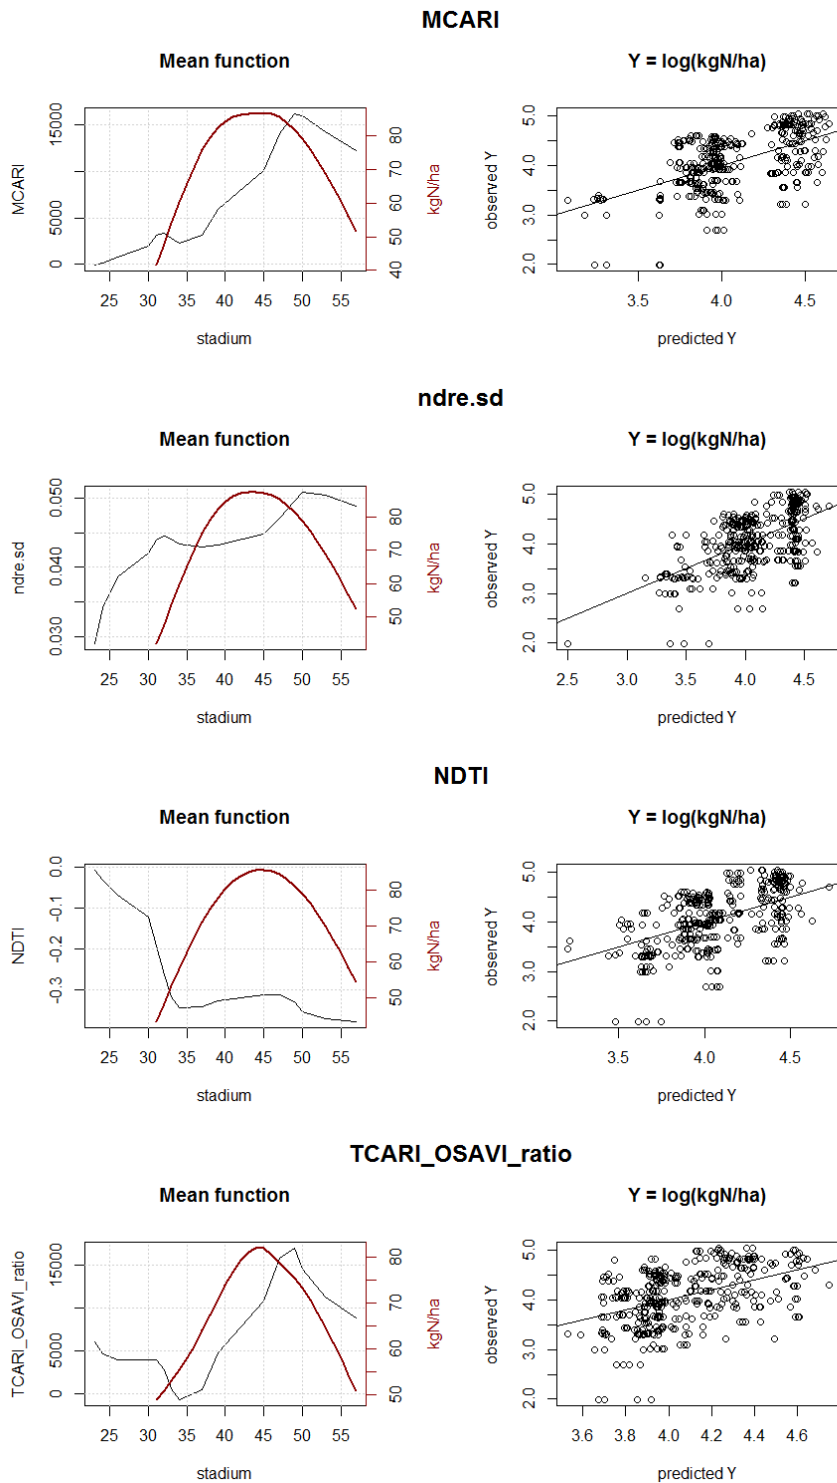 MCARI
Mean function
Y = log(kgN/ha)
MCARI
0 5000 15000
40 50 60 70 80
kgN/ha
25 30 35 40 45 50 55
stadium
observed Y
2.0 3.0 4.0 5.0
3.5 4.0 4.5
predicted Y
ndre.sd
Mean function
Y = log(kgN/ha)
ndre.sd
0.030 0.040 0.050
50 60 70 80
kgN/ha
25 30 35 40 45 50 55
stadium
observed Y
2.0 3.0 4.0 5.0
2.5 3.0 3.5 4.0 4.5
predicted Y
NDTI
Mean function
Y = log(kgN/ha)
NDTI
-0.3 -0.2 -0.1 0.0
50 60 70 80
kgN/ha
25 30 35 40 45 50 55
stadium
observed Y
2.0 3.0 4.0 5.0
3.5 4.0 4.5
predicted Y
TCARI_OSAVI_ratio
Mean function
Y = log(kgN/ha)
TCARI_OSAVI_ratio
0 5000 15000
50 60 70 80
kgN/ha
25 30 35 40 45 50 55
stadium
observed Y
2.0 3.0 4.0 5.0
3.6 3.8 4.0 4.2 4.4 4.6
predicted Y